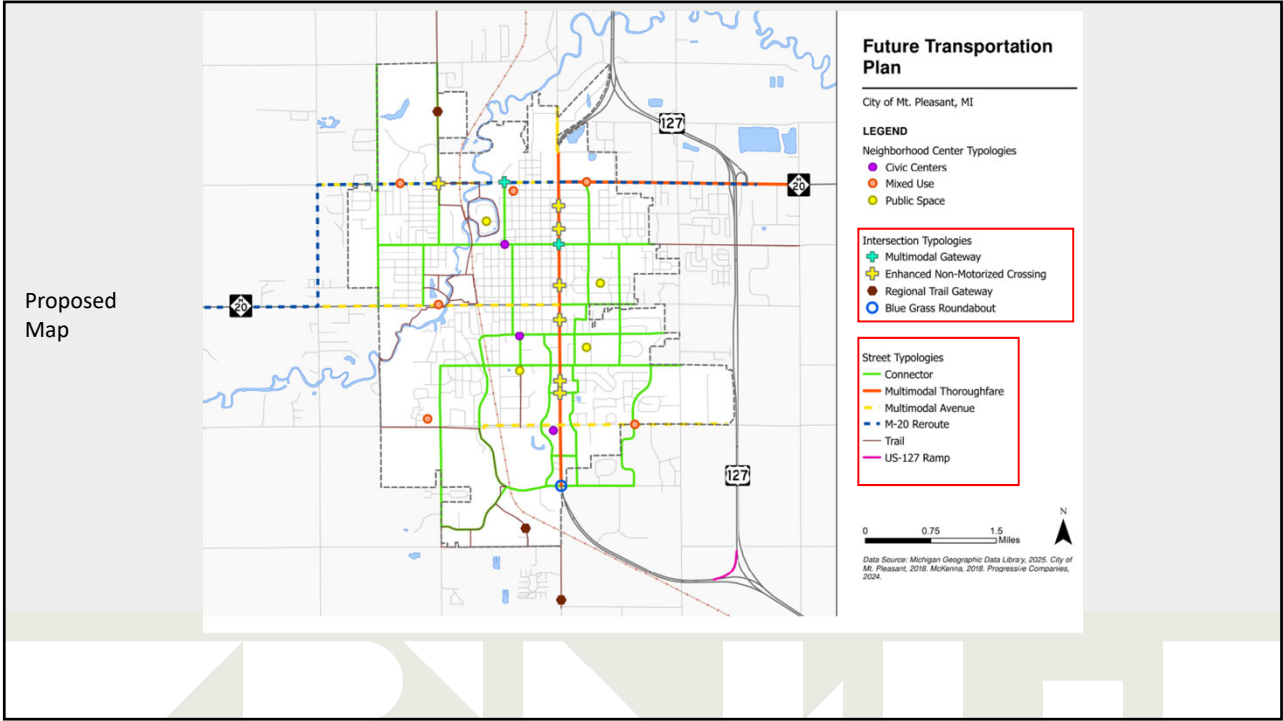 Proposed
Map
127
M
20
M
20
127
Future Transportation
Plan
City of Mt. Pleasant, MI
LEGEND
Neighborhood Center Typologies
Civic Centers
Mixed Use
Public Space
Intersection Typologies
Multimodal Gateway
Enhanced Non-Motorized Crossing
Regional Trail Gateway
Blue Grass Roundabout
Street Typologies
Connector
Multimodal Thoroughfare
Multimodal Avenue
M-20 Reroute
Trail
US-127 Ramp
N
0 0.75 1.5
Miles
Data Source: Michigan Geographic Data Library, 2025. City of
Mt. Pleasant, 2018. McKenna, 2018. Progressive Companies,
2024.